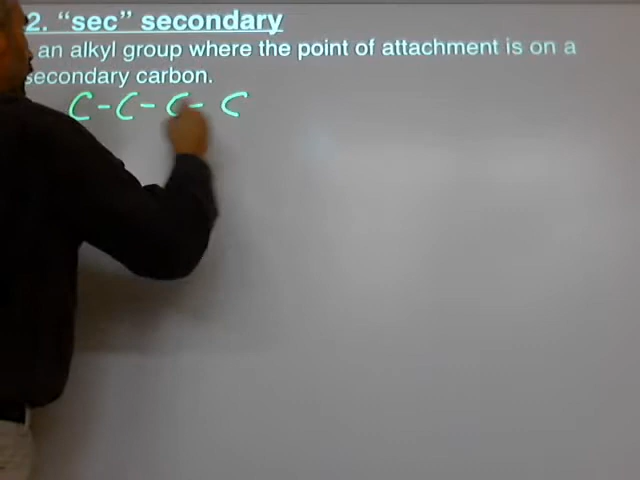 2. “sec” secondary
an alkyl group where the point of attachment is on a
secondary carbon.
C - C - C - C